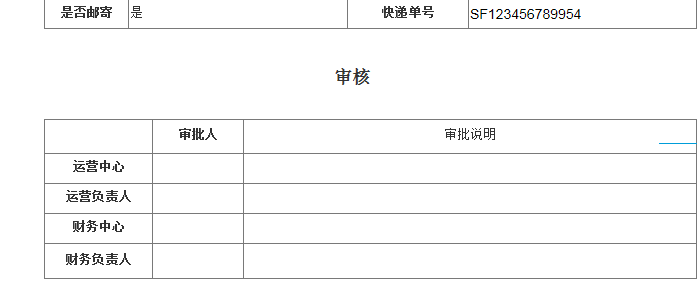 是否邮寄 是 快递单号 SF123456789954
审核
审批人 审批说明
运营中心
运营负责人
财务中心
财务负责人